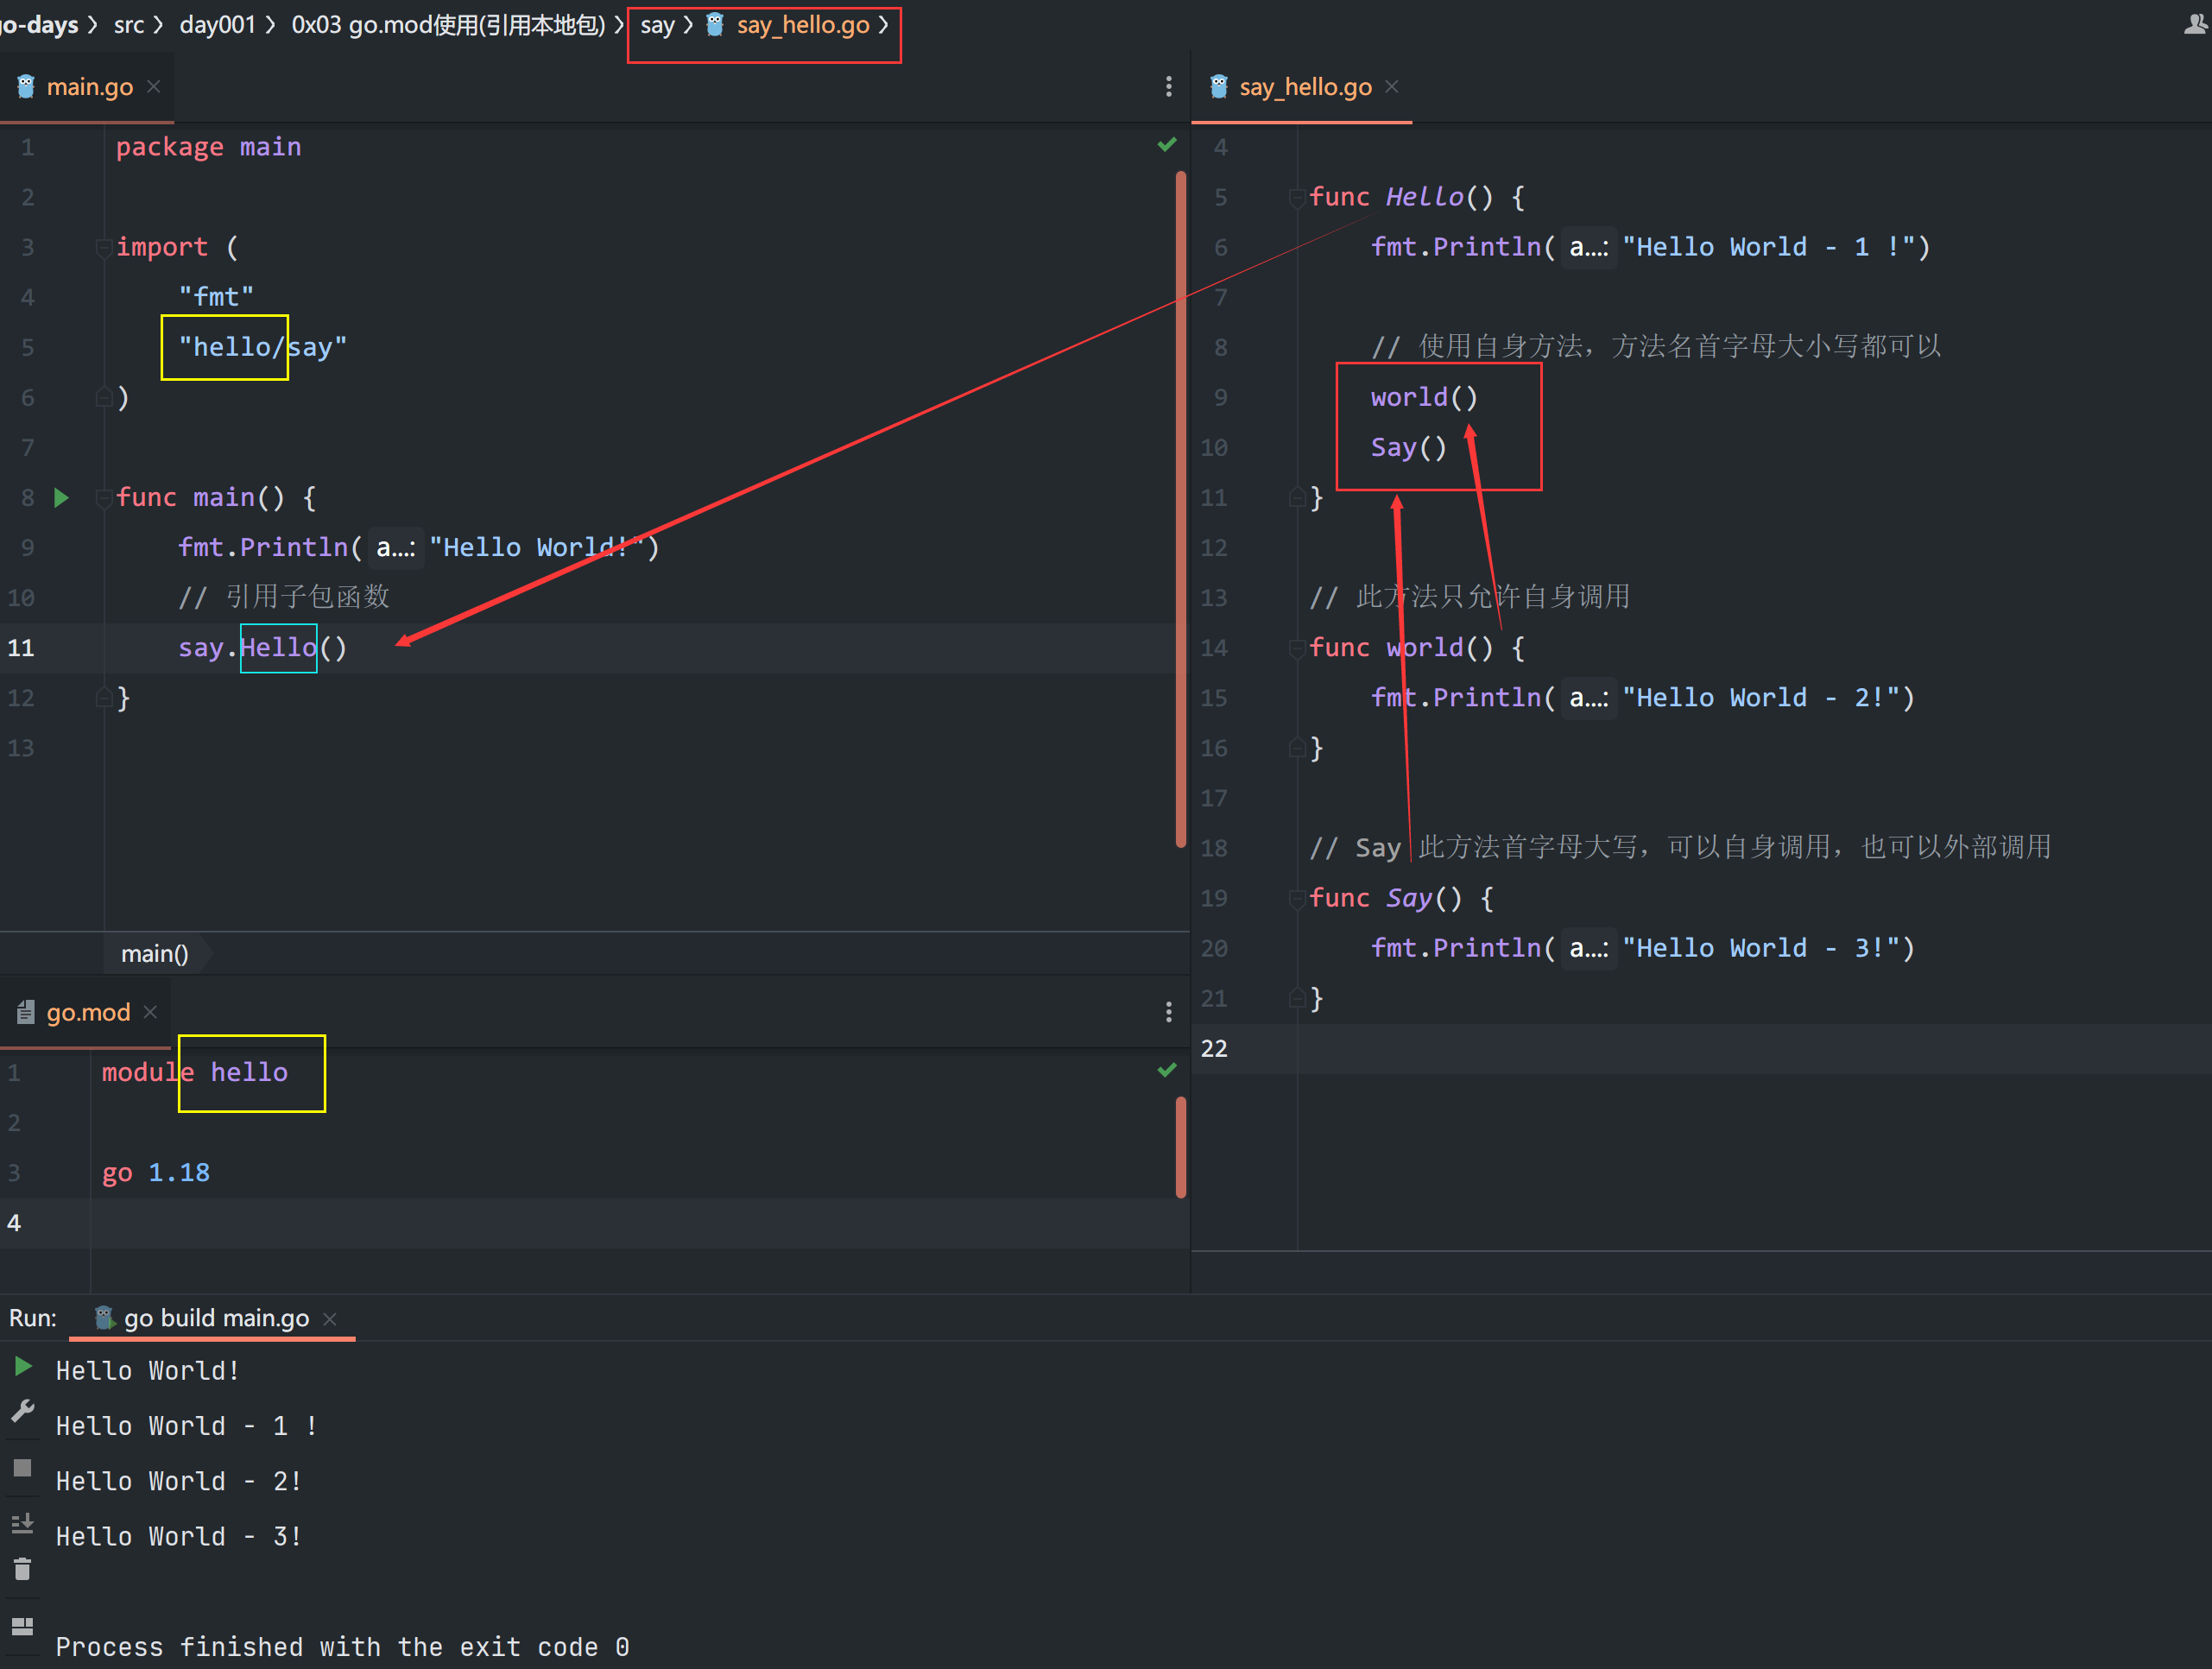 go-days > src > day001 > 0x03 go.mod使用(引用本地包) > say > say_hello.go >
main.go
1 package main
2
3 import (
4 "fmt"
5 "hello/say"
6 )
7
8 func main() {
9 fmt.Println( a...: "Hello World!")
10 // 引用子包函数
11 say.Hello()
12 }
13
main()
go.mod
1 module hello
2
3 go 1.18
4
say_hello.go
4
5 func Hello() {
6 fmt.Println( a...: "Hello World - 1 !")
7
8 // 使用自身方法，方法名首字母大小写都可以
9 world()
10 Say()
11 }
12
13 // 此方法只允许自身调用
14 func world() {
15 fmt.Println( a...: "Hello World - 2!")
16 }
17
18 // Say 此方法首字母大写，可以自身调用，也可以外部调用
19 func Say() {
20 fmt.Println( a...: "Hello World - 3!")
21 }
22
Run: go build main.go
Hello World!
Hello World - 1 !
Hello World - 2!
Hello World - 3!
Process finished with the exit code 0